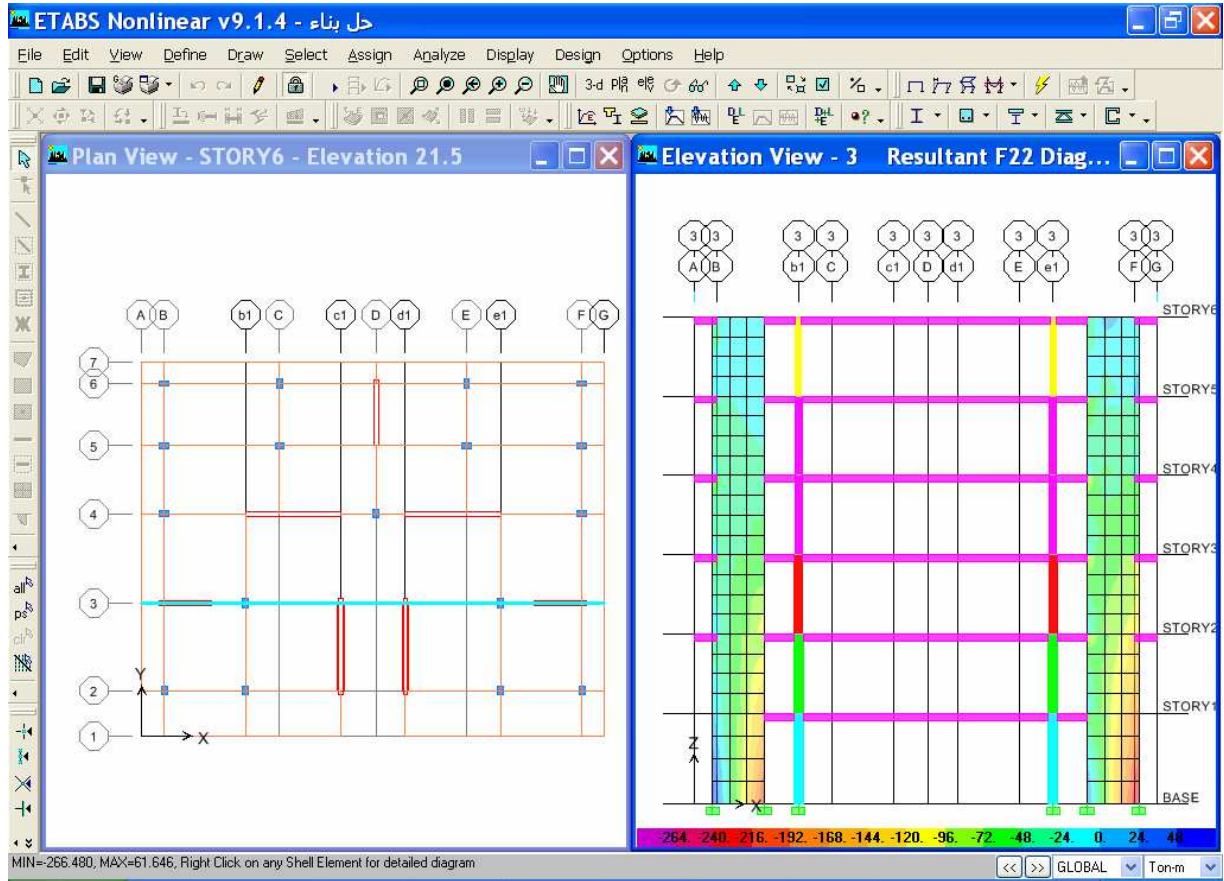 ETABS Nonlinear v9.1.4 - حل بناء
File Edit View Define Draw Select Assign Analyze Display Design Options Help
3-d
all
ps
clr
Plan View - STORY6 - Elevation 21.5
A B b1 C c1 D d1 E e1 F G
7
6
5
4
3
2
1
Y
X
Elevation View - 3 Resultant F22 Diag...
3 3 3 3 3 3 3 3 3 3 3
A B b1 C c1 D d1 E e1 F G
STORY6
STORY5
STORY4
STORY3
STORY2
STORY1
BASE
Z
X
-264. -240. -216. -192. -168. -144. -120. -96. -72. -48. -24. 0. 24. 48.
MIN=-266.480, MAX=61.646, Right Click on any Shell Element for detailed diagram
<< >> GLOBAL Ton-m